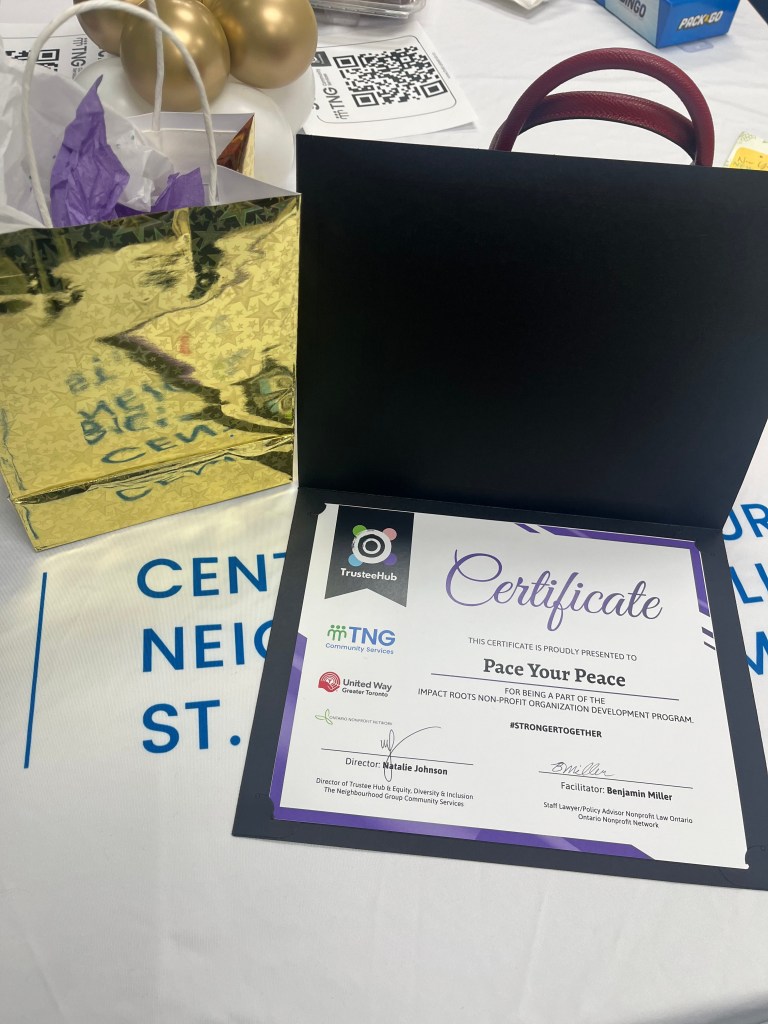 BINGO
PACK & GO
TNG
TNG
CENT
NEIG
ST.
TrusteeHub
Certificate
TNG
Community Services
THIS CERTIFICATE IS PROUDLY PRESENTED TO
Pace Your Peace
United Way
Greater Toronto
FOR BEING A PART OF THE
IMPACT ROOTS NON-PROFIT ORGANIZATION DEVELOPMENT PROGRAM.
ONTARIO NONPROFIT NETWORK
#STRONGERTOGETHER
BMiller
Director: Natalie Johnson
Facilitator: Benjamin Miller
Director of Trustee Hub & Equity, Diversity & Inclusion
The Neighbourhood Group Community Services
Staff Lawyer/Policy Advisor Nonprofit Law Ontario
Ontario Nonprofit Network